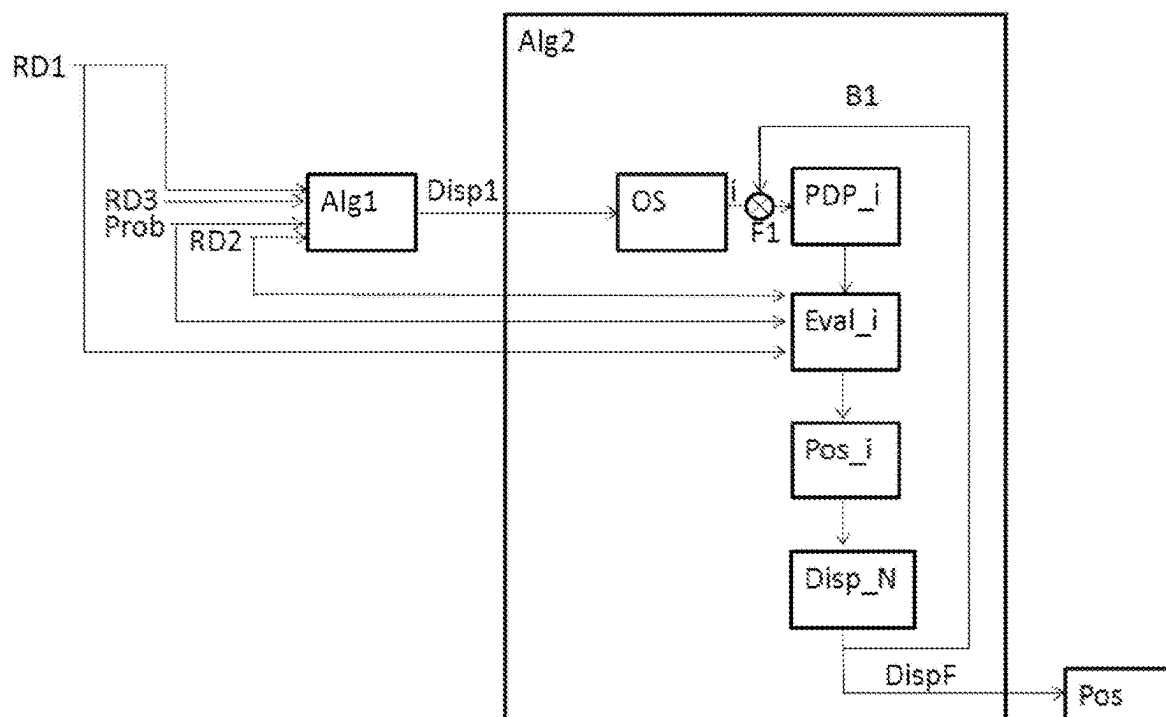 Alg2
RD1
B1
RD3
Prob
RD2
Alg1
Disp1
OS
i
F1
PDP_i
Eval_i
Pos_i
Disp_N
DispF
Pos